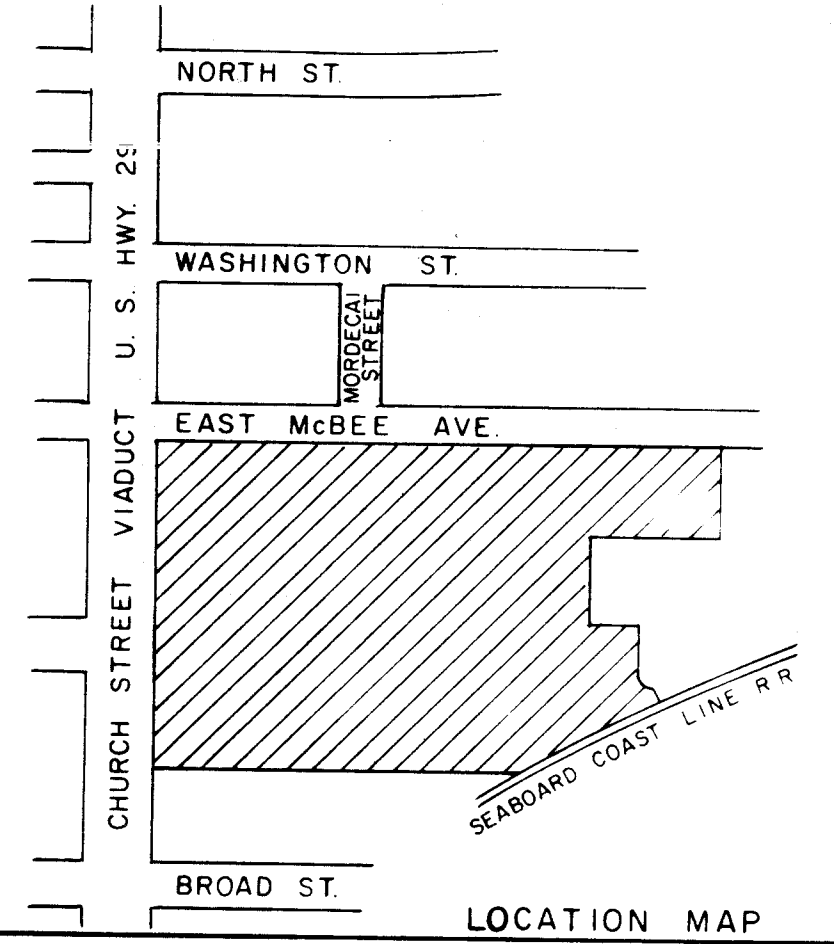 NORTH ST.
WASHINGTON ST.
MORDECAI
STREET
EAST McBEE AVE.
CHURCH STREET VIADUCT U. S. HWY. 29
SEABOARD COAST LINE R R
BROAD ST.
LOCATION MAP